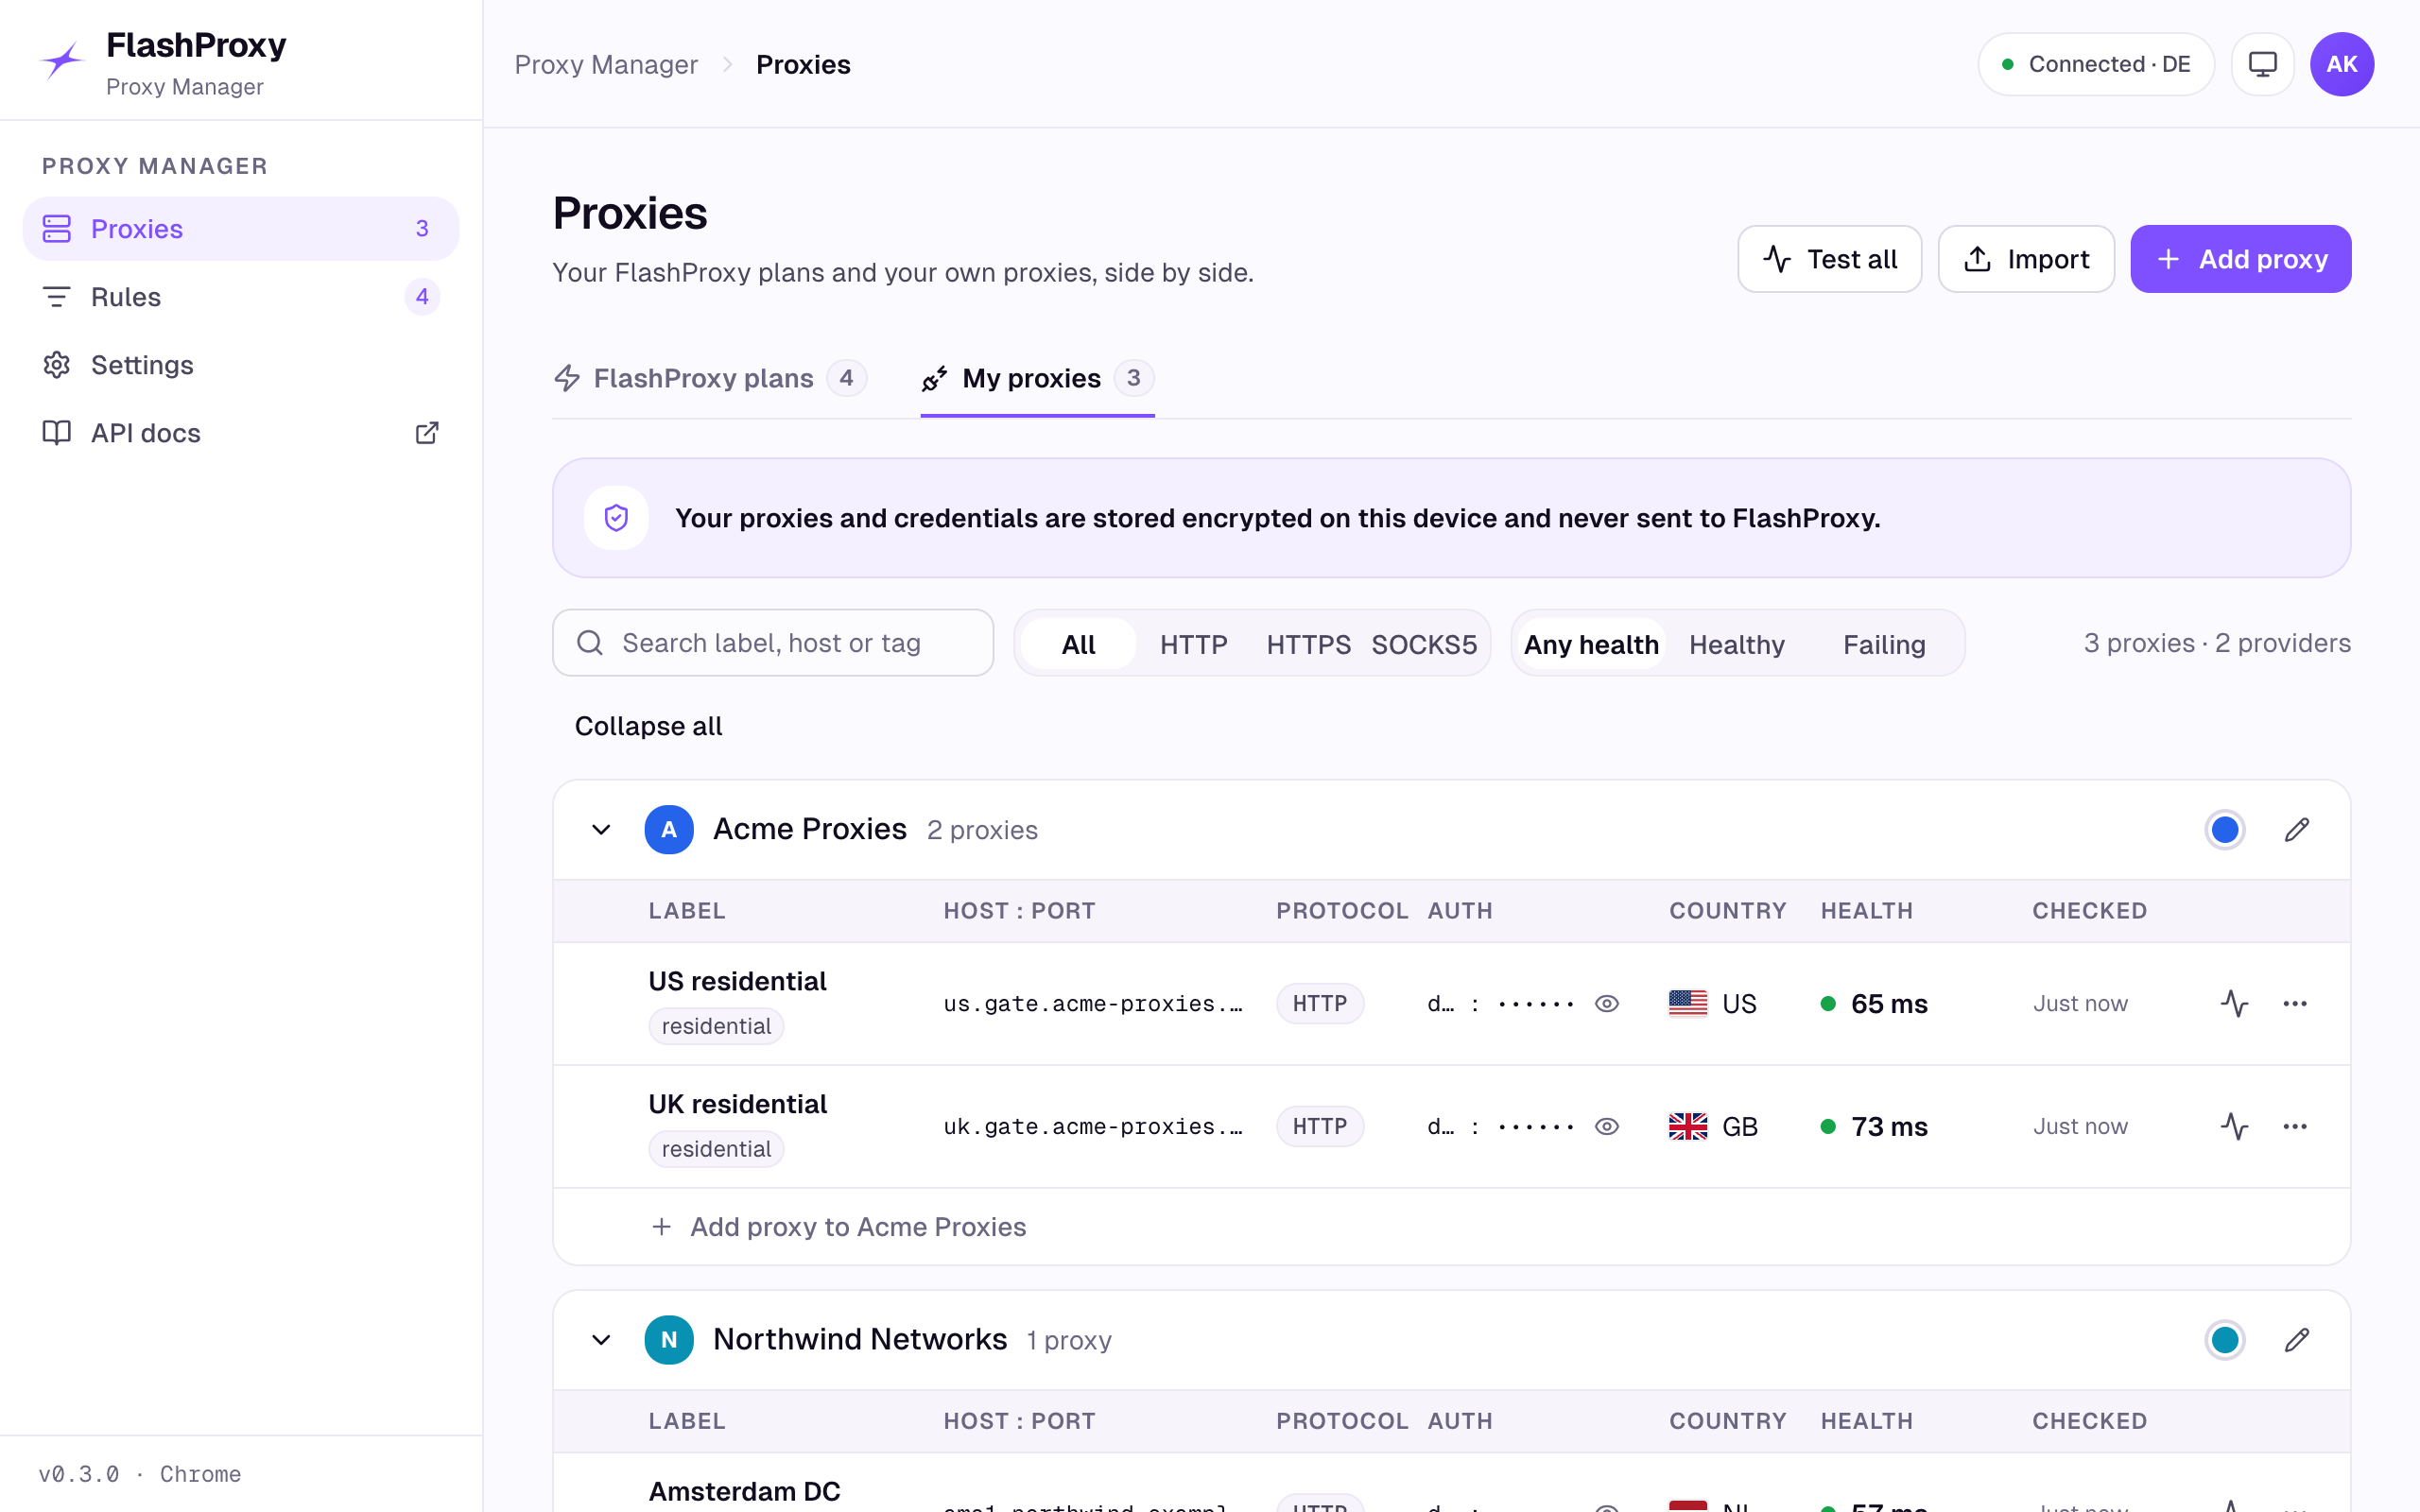 FlashProxy
Proxy Manager
PROXY MANAGER
Proxies 3
Rules 4
Settings
API docs
v0.3.0 · Chrome
Proxy Manager > Proxies
Connected · DE
AK
Proxies
Your FlashProxy plans and your own proxies, side by side.
Test all
Import
+ Add proxy
FlashProxy plans 4
My proxies 3
Your proxies and credentials are stored encrypted on this device and never sent to FlashProxy.
Search label, host or tag
All HTTP HTTPS SOCKS5
Any health Healthy Failing
3 proxies · 2 providers
Collapse all
A Acme Proxies 2 proxies
LABEL HOST : PORT PROTOCOL AUTH COUNTRY HEALTH CHECKED
US residential
residential
us.gate.acme-proxies.… HTTP d… : •••••• US 65 ms Just now
UK residential
residential
uk.gate.acme-proxies.… HTTP d… : •••••• GB 73 ms Just now
+ Add proxy to Acme Proxies
N Northwind Networks 1 proxy
LABEL HOST : PORT PROTOCOL AUTH COUNTRY HEALTH CHECKED
Amsterdam DC
HTTP NL 57 ms Just now